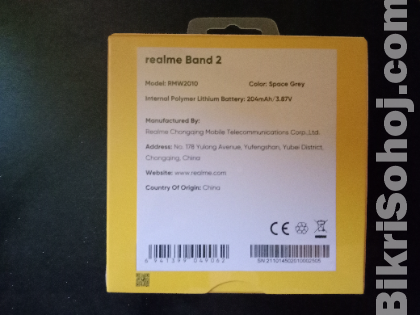 realme Band 2
Model: RMW2010
Color: Space Grey
Internal Polymer Lithium Battery: 204mAh/3.87V
Manufactured By:
Realme Chongqing Mobile Telecommunications Corp.,Ltd.
Address: No. 178 Yulong Avenue, Yufengshan, Yubei District,
Chongqing, China
Website: www.realme.com
Country Of Origin: China
CE
BikriSohoj.com